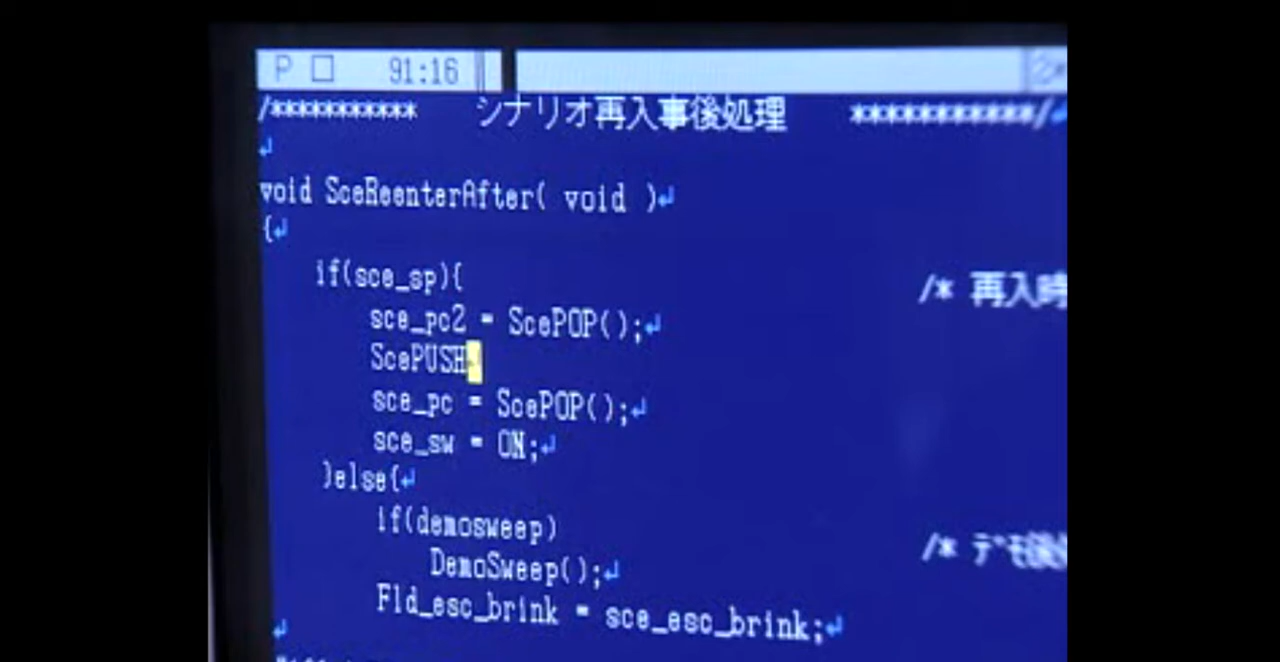 P □ 91:16
/*********** シナリオ再入事後処理 ***********/
void SceReenterAfter( void )
{
if(sce_sp){ /* 再入時
sce_pc2 = ScePOP();
ScePUSH
sce_pc = ScePOP();
sce_sw = ON;
}else{
if(demosweep) /* デモ後
DemoSweep();
Fld_esc_brink = sce_esc_brink;